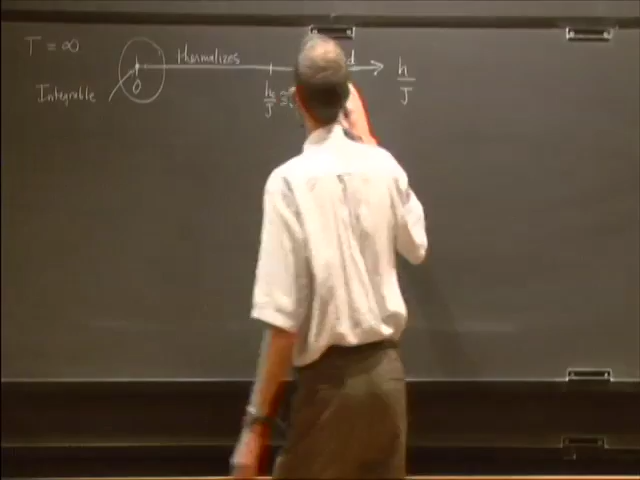 T = ∞
thermalizes
h/J
Integrable
0
h/J ≅